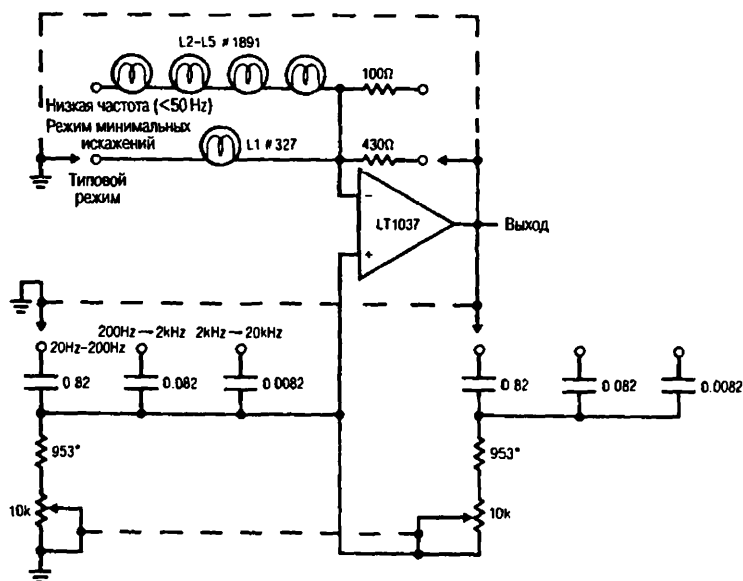 L2–L5 # 1891
100Ω
Низкая частота (<50 Hz)
Режим минимальных
искажений
L1 # 327
430Ω
Типовой
режим
−
LT1037
+
Выход
20Hz–200Hz
200Hz→2kHz
2kHz→20kHz
0.82
0.082
0.0082
0.82
0.082
0.0082
953*
953*
10k
10k